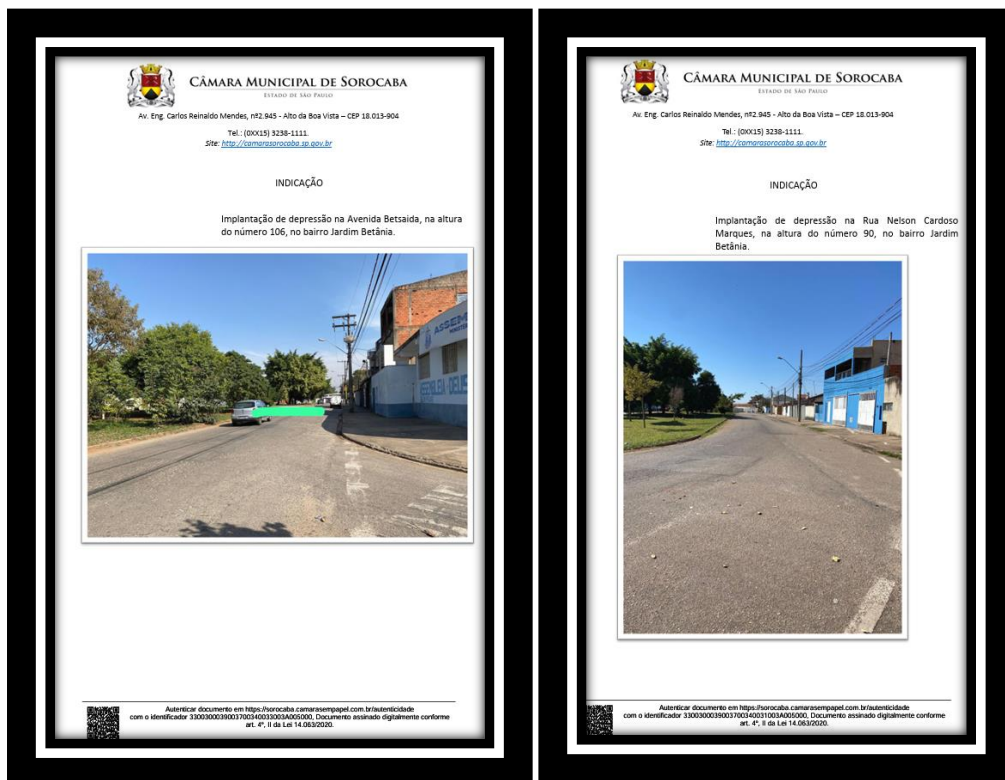 CÂMARA MUNICIPAL DE SOROCABA
ESTADO DE SÃO PAULO
Av. Eng. Carlos Reinaldo Mendes, nº2.945 - Alto da Boa Vista – CEP 18.013-904
Tel.: (0XX15) 3238-1111.
Site: http://camarasorocaba.sp.gov.br
INDICAÇÃO
Implantação de depressão na Avenida Betsaida, na altura
do número 106, no bairro Jardim Betânia.
ASSEM
ASSEMBLEIA DEUS
Autenticar documento em https://sorocaba.camarasempapel.com.br/autenticidade
com o identificador 3300300039003700340033003A005000, Documento assinado digitalmente conforme
art. 4º, II da Lei 14.063/2020.
CÂMARA MUNICIPAL DE SOROCABA
ESTADO DE SÃO PAULO
Av. Eng. Carlos Reinaldo Mendes, nº2.945 - Alto da Boa Vista – CEP 18.013-904
Tel.: (0XX15) 3238-1111.
Site: http://camarasorocaba.sp.gov.br
INDICAÇÃO
Implantação de depressão na Rua Nelson Cardoso
Marques, na altura do número 90, no bairro Jardim
Betânia.
Autenticar documento em https://sorocaba.camarasempapel.com.br/autenticidade
com o identificador 3300300039003700340031003A005000, Documento assinado digitalmente conforme
art. 4º, II da Lei 14.063/2020.